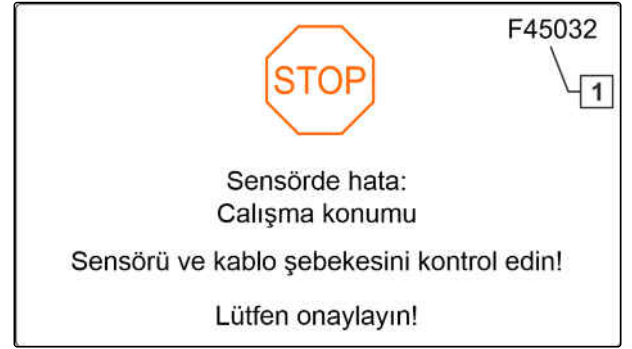 F45032
STOP
1
Sensörde hata:
Calışma konumu
Sensörü ve kablo şebekesini kontrol edin!
Lütfen onaylayın!